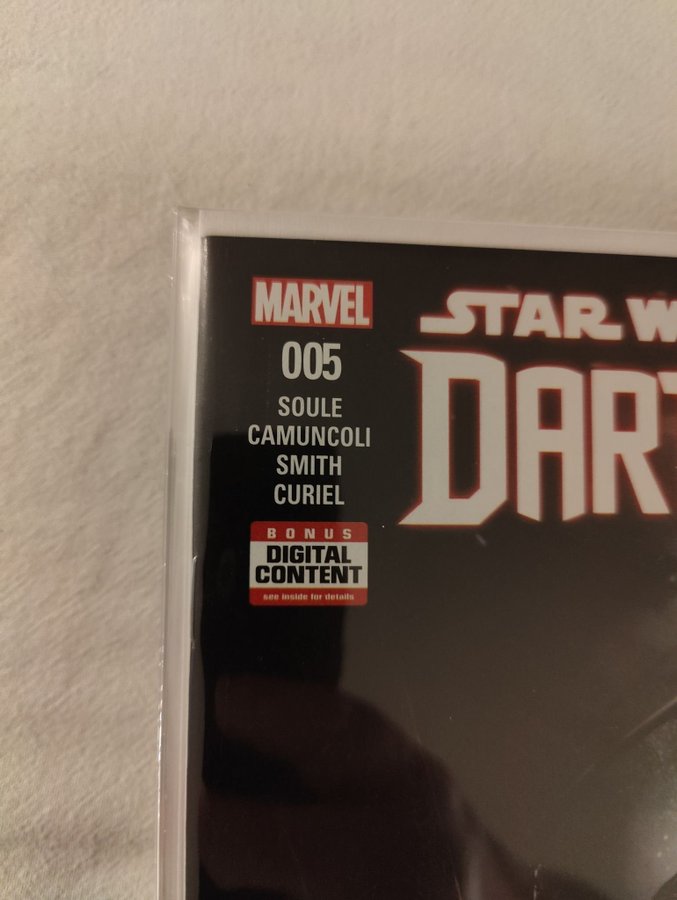 MARVEL
005
SOULE
CAMUNCOLI
SMITH
CURIEL
BONUS
DIGITAL
CONTENT
see inside for details
STAR W
DART